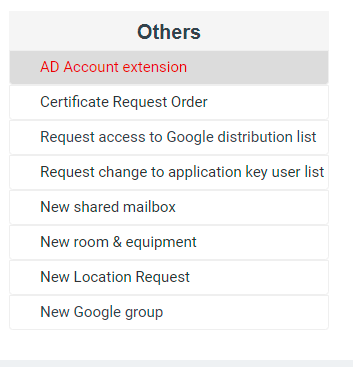 Others
AD Account extension
Certificate Request Order
Request access to Google distribution list
Request change to application key user list
New shared mailbox
New room & equipment
New Location Request
New Google group